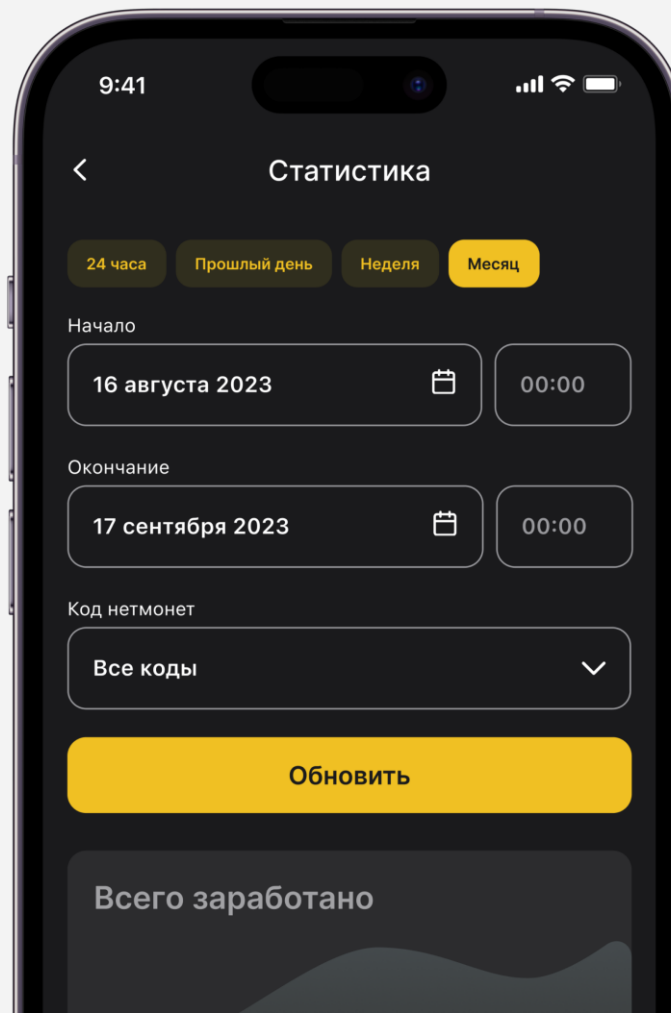 9:41
Статистика
24 часа Прошлый день Неделя Месяц
Начало
16 августа 2023 00:00
Окончание
17 сентября 2023 00:00
Код нетмонет
Все коды
Обновить
Всего заработано